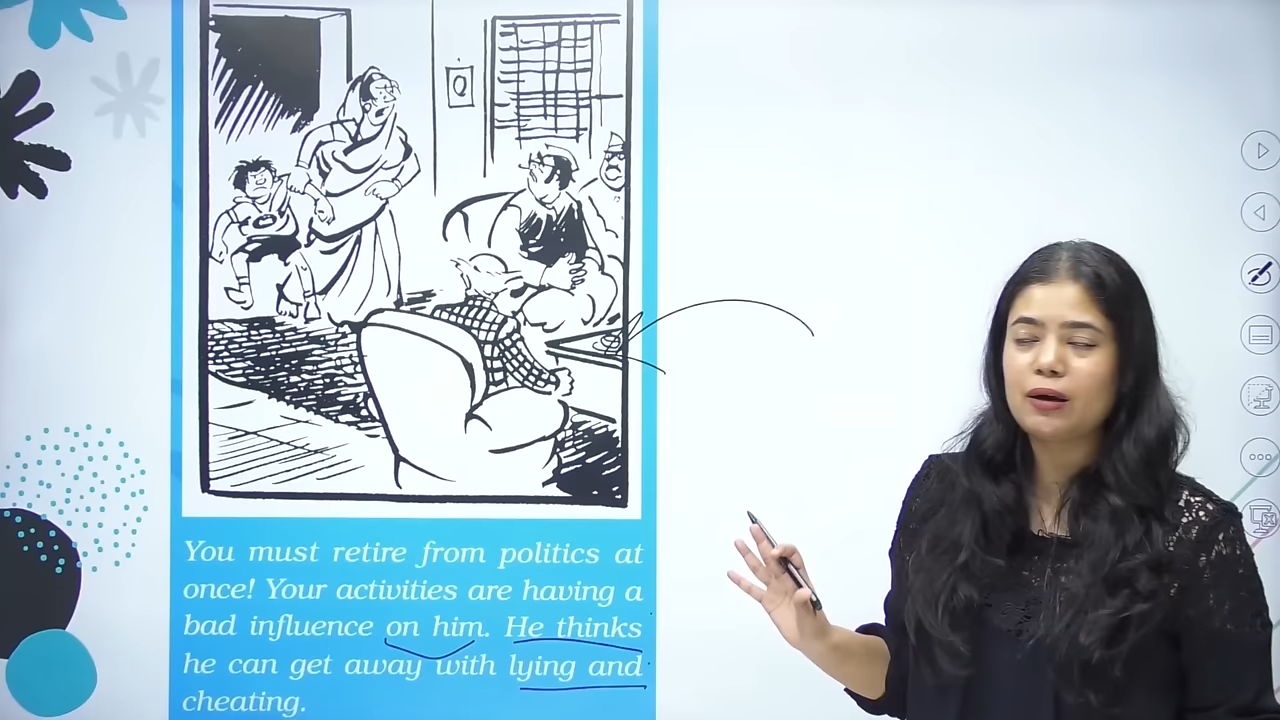 You must retire from politics at
once! Your activities are having a
bad influence on him. He thinks
he can get away with lying and
cheating.